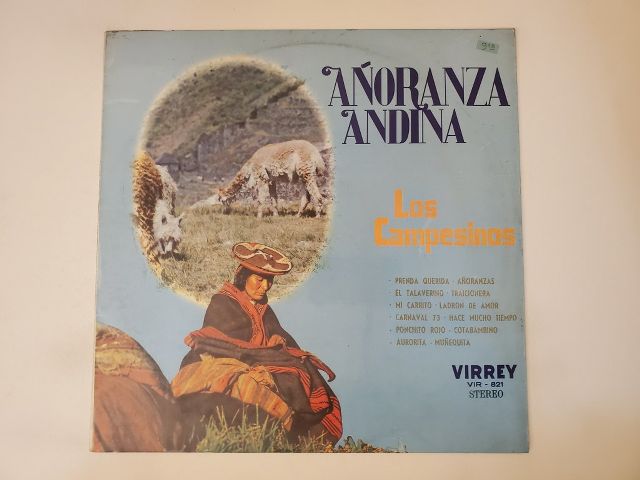 AÑORANZA
ANDINA
Los
Campesinos
- PRENDA QUERIDA - AÑORANZAS
EL TALAVERINO - TRAICIONERA
- MI CARRITO - LADRON DE AMOR
- CARNAVAL 73 - HACE MUCHO TIEMPO
- PONCHITO ROJO - COTABAMBINO
- AURORITA - MUÑEQUITA
VIRREY
VIR - 821
STEREO